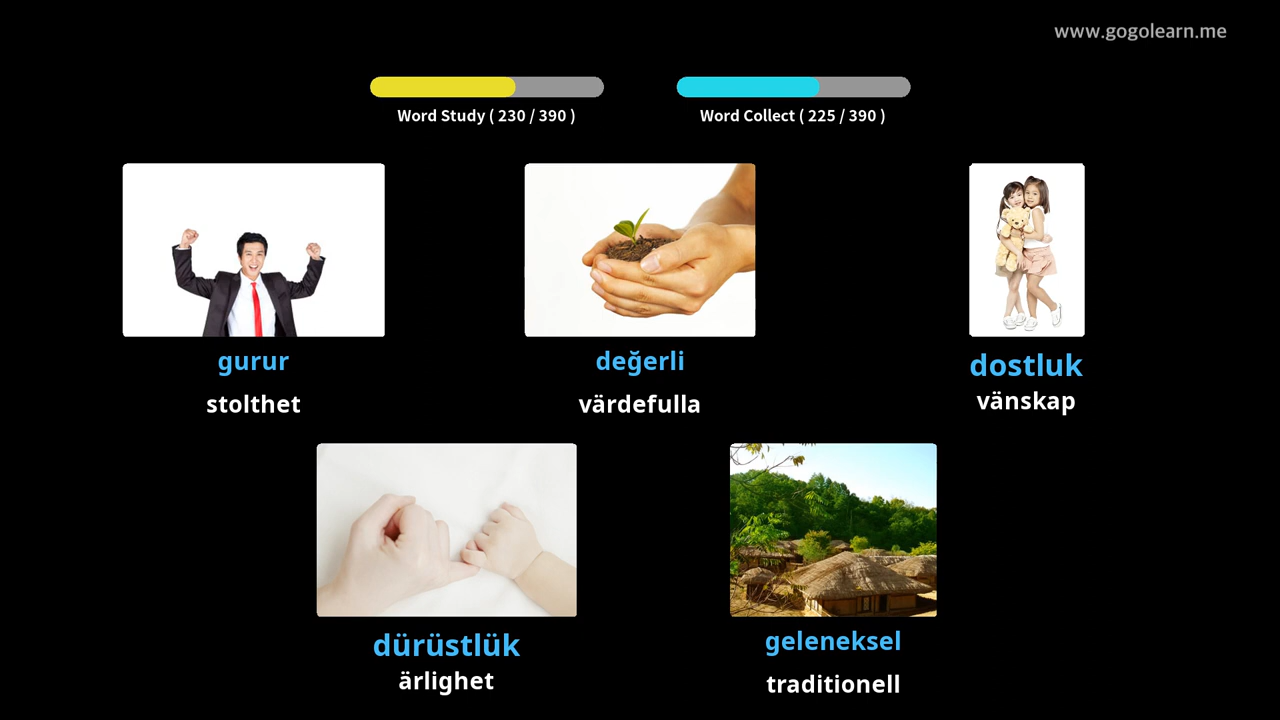 www.gogolearn.me
Word Study ( 230 / 390 )
Word Collect ( 225 / 390 )
gurur
stolthet
değerli
värdefulla
dostluk
vänskap
dürüstlük
ärlighet
geleneksel
traditionell